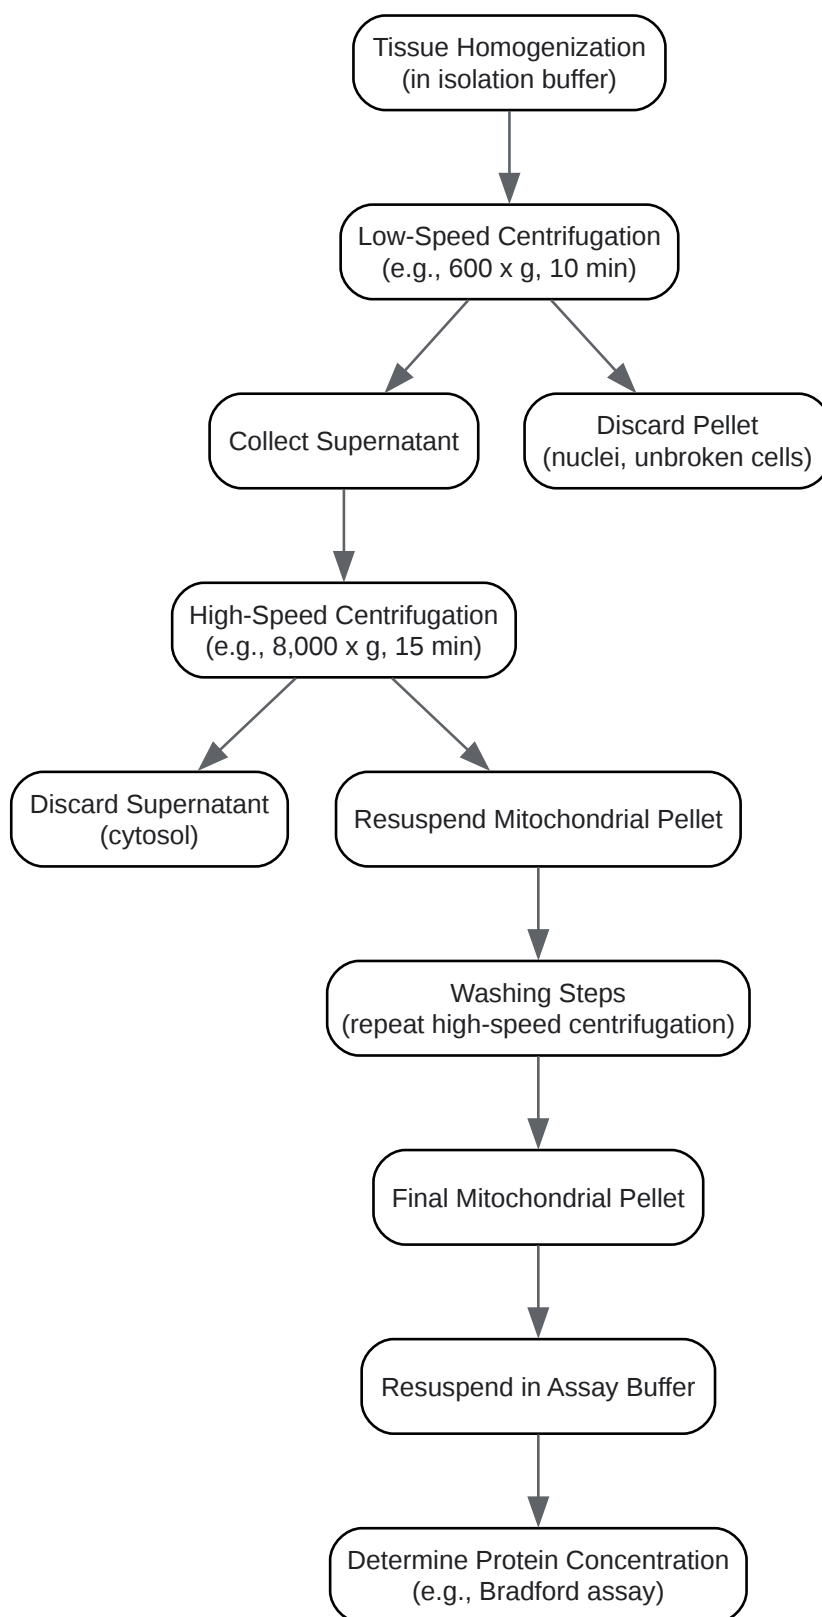 Tissue Homogenization
(in isolation buffer)
Low-Speed Centrifugation
(e.g., 600 x g, 10 min)
Collect Supernatant
Discard Pellet
(nuclei, unbroken cells)
High-Speed Centrifugation
(e.g., 8,000 x g, 15 min)
Discard Supernatant
(cytosol)
Resuspend Mitochondrial Pellet
Washing Steps
(repeat high-speed centrifugation)
Final Mitochondrial Pellet
Resuspend in Assay Buffer
Determine Protein Concentration
(e.g., Bradford assay)